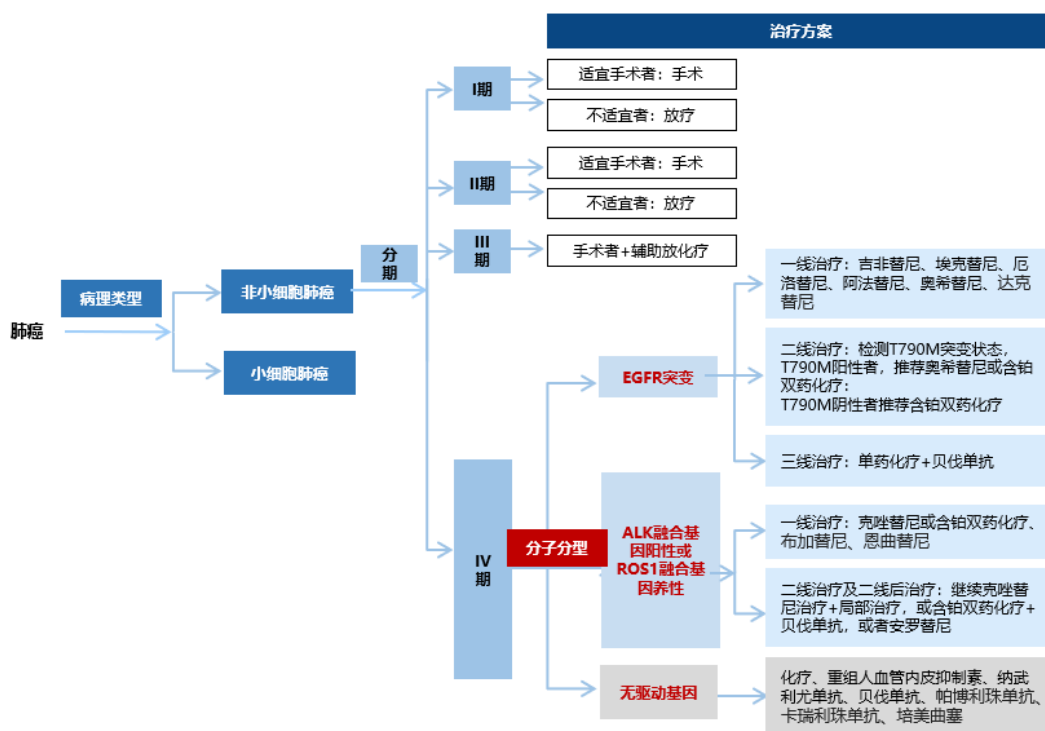 治疗方案
I期
适宜手术者：手术
不适宜者：放疗
II期
适宜手术者：手术
不适宜者：放疗
III
期
手术者+辅助放化疗
分
期
肺癌
病理类型
非小细胞肺癌
小细胞肺癌
IV
期
分子分型
EGFR突变
一线治疗：吉非替尼、埃克替尼、厄
洛替尼、阿法替尼、奥希替尼、达克
替尼
二线治疗：检测T790M突变状态，
T790M阳性者，推荐奥希替尼或含铂
双药化疗：
T790M阴性者推荐含铂双药化疗
三线治疗：单药化疗+贝伐单抗
ALK融合基
因阳性或
ROS1融合基
因养性
一线治疗：克唑替尼或含铂双药化疗、
布加替尼、恩曲替尼
二线治疗及二线后治疗：继续克唑替
尼治疗+局部治疗，或含铂双药化疗+
贝伐单抗，或者安罗替尼
无驱动基因
化疗、重组人血管内皮抑制素、纳武
利尤单抗、贝伐单抗、帕博利珠单抗、
卡瑞利珠单抗、培美曲塞